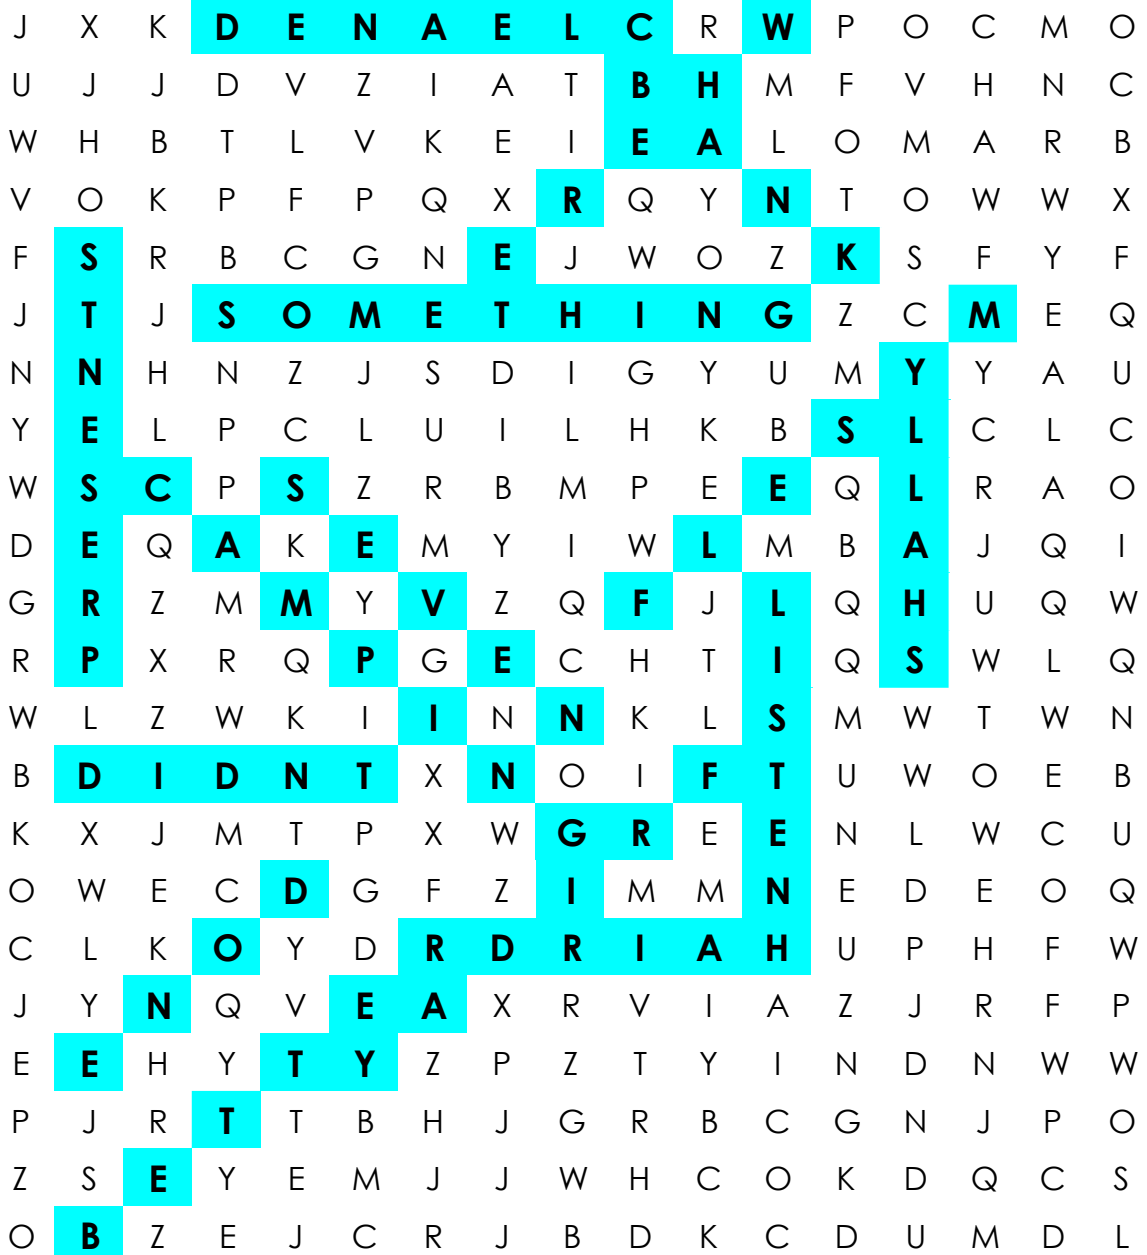 J X K D E N A E L C R W P O C M O
U J J D V Z I A T B H M F V H N C
W H B T L V K E I E A L O M A R B
V O K P F P Q X R Q Y N T O W W X
F S R B C G N E J W O Z K S F Y F
J T J S O M E T H I N G Z C M E Q
N N H N Z J S D I G Y U M Y Y A U
Y E L P C L U I L H K B S L C L C
W S C P S Z R B M P E E Q L R A O
D E Q A K E M Y I W L M B A J Q I
G R Z M M Y V Z Q F J L Q H U Q W
R P X R Q P G E C H T I Q S W L Q
W L Z W K I I N N K L S M W T W N
B D I D N T X N O I F T U W O E B
K X J M T P X W G R E E N L W C U
O W E C D G F Z I M M N E D E O Q
C L K O Y D R D R I A H U P H F W
J Y N Q V E A X R V I A Z J R F P
E E H Y T Y Z P Z T Y I N D N W W
P J R T T B H J G R B C G N J P O
Z S E Y E M J J W H C O K D Q C S
O B Z E J C R J B D K C D U M D L